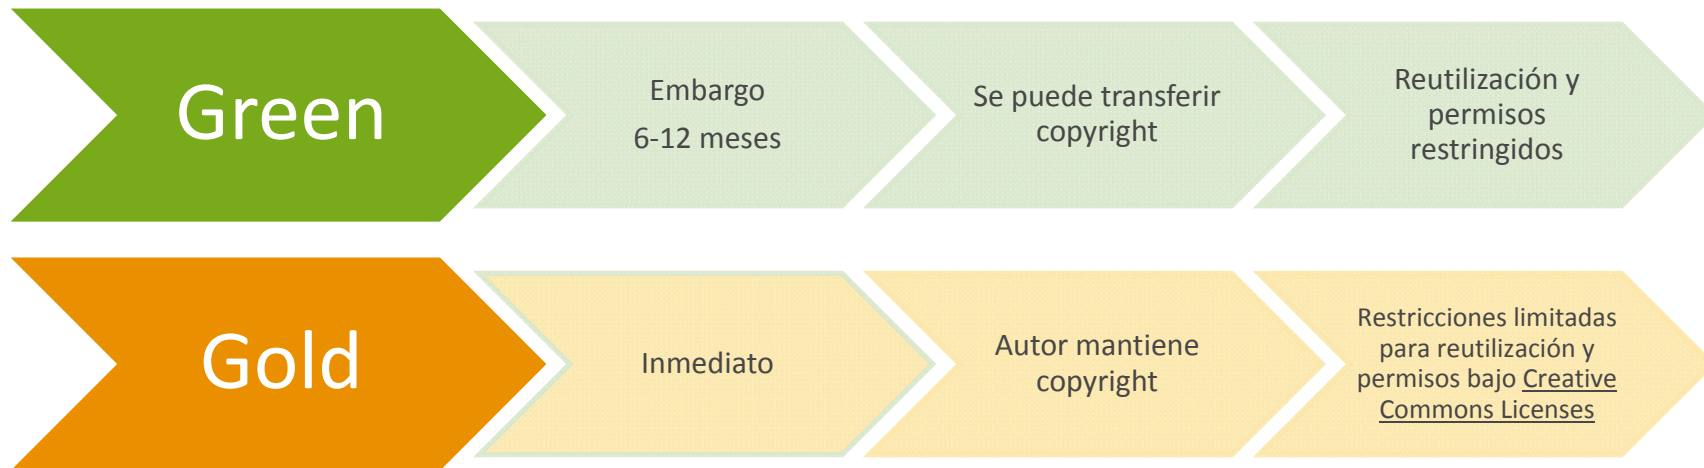 Green
Embargo
6-12 meses
Se puede transferir
copyright
Reutilización y
permisos
restringidos
Gold
Inmediato
Autor mantiene
copyright
Restricciones limitadas
para reutilización y
permisos bajo Creative
Commons Licenses